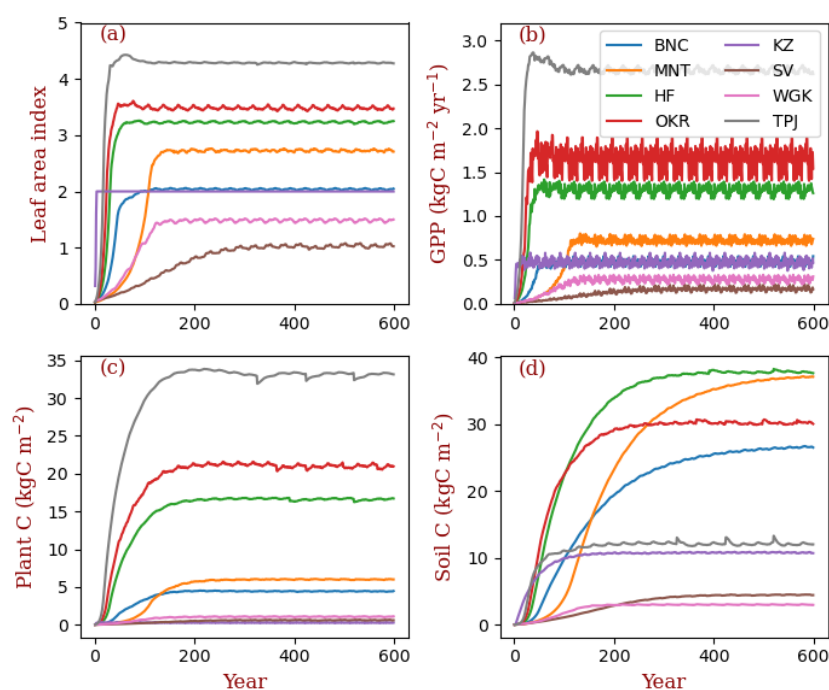 (a)
Leaf area index
5
4
3
2
1
0
0 200 400 600
(b)
GPP (kgC m⁻² yr⁻¹)
3.0
2.5
2.0
1.5
1.0
0.5
0.0
0 200 400 600
BNC KZ
MNT SV
HF WGK
OKR TPJ
(c)
Plant C (kgC m⁻²)
35
30
25
20
15
10
5
0
0 200 400 600
Year
(d)
Soil C (kgC m⁻²)
40
30
20
10
0
0 200 400 600
Year